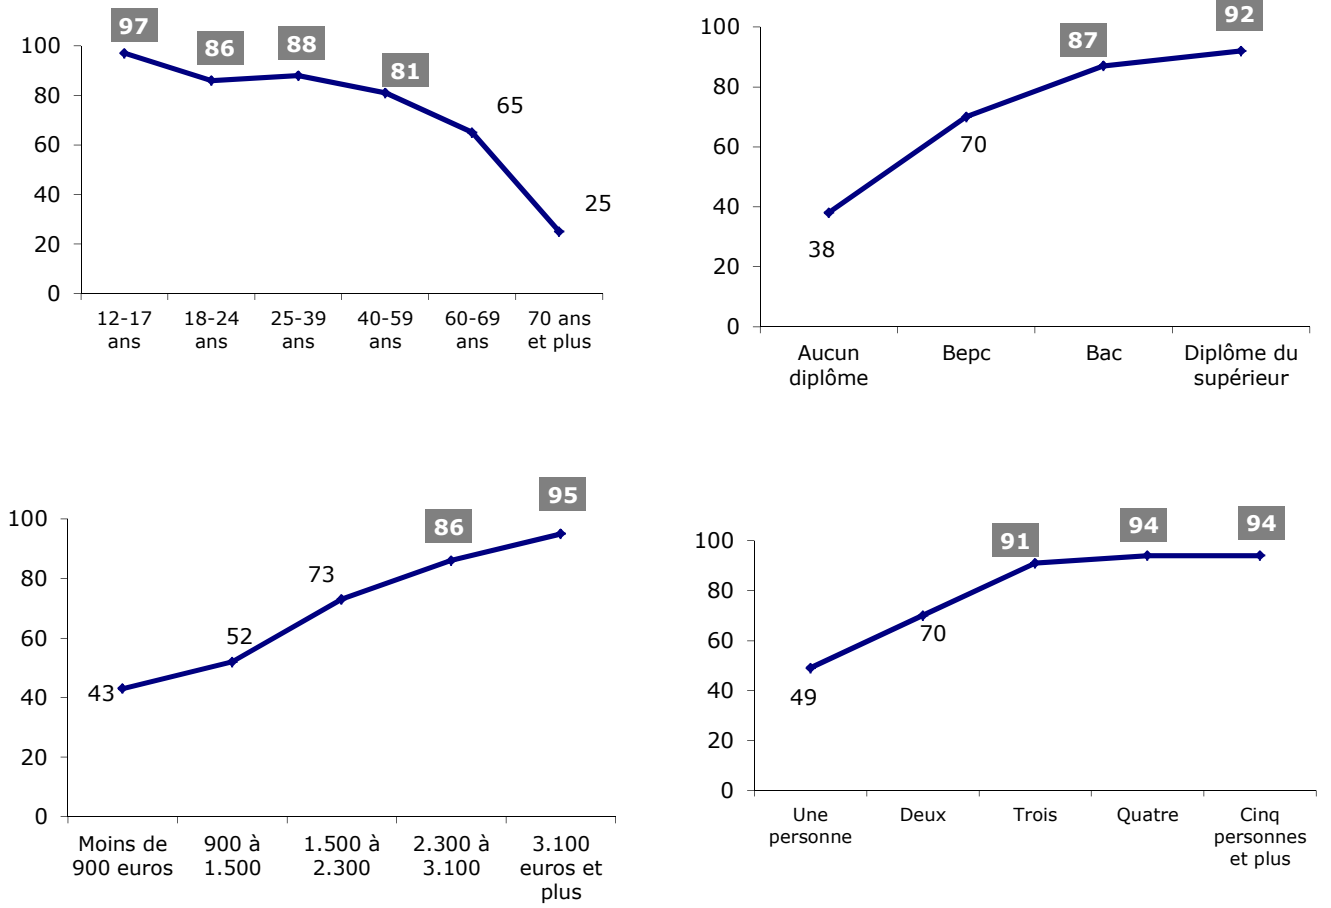 97
86
88
81
65
25
100
80
60
40
20
0
12-17 ans
18-24 ans
25-39 ans
40-59 ans
60-69 ans
70 ans et plus
92
87
70
38
100
80
60
40
20
0
Aucun diplôme
Bepc
Bac
Diplôme du supérieur
95
86
73
52
43
100
80
60
40
20
0
Moins de 900 euros
900 à 1.500
1.500 à 2.300
2.300 à 3.100
3.100 euros et plus
91
94
94
70
49
100
80
60
40
20
0
Une personne
Deux
Trois
Quatre
Cinq personnes et plus